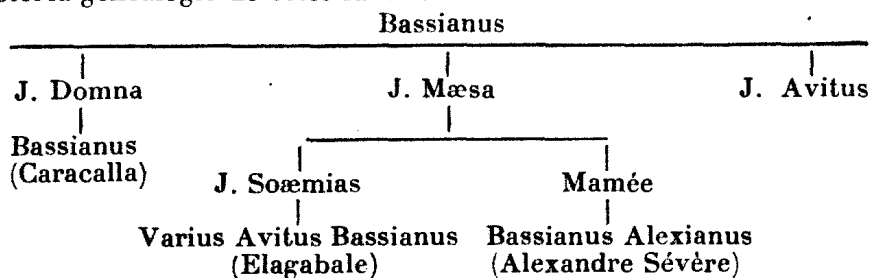 Bassianus
J. Domna J. Mæsa J. Avitus
Bassianus
(Caracalla)
J. Soæmias Mamée
Varius Avitus Bassianus Bassianus Alexianus
(Elagabale) (Alexandre Sévère)